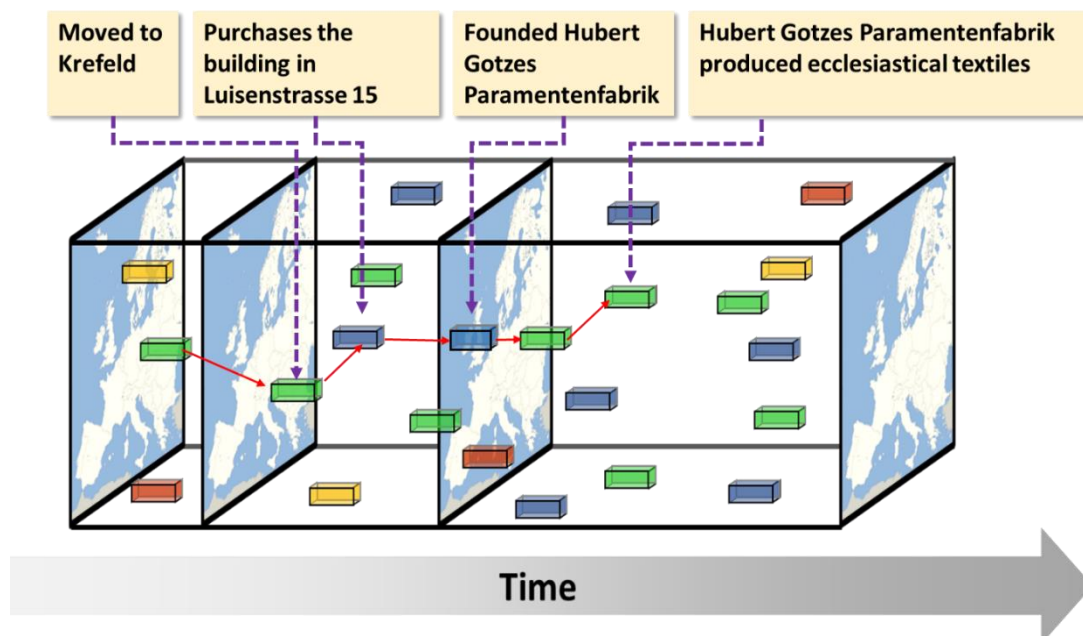 Moved to
Krefeld
Purchases the
building in
Luisenstrasse 15
Founded Hubert
Gotzes
Paramentenfabrik
Hubert Gotzes Paramentenfabrik
produced ecclesiastical textiles
Time